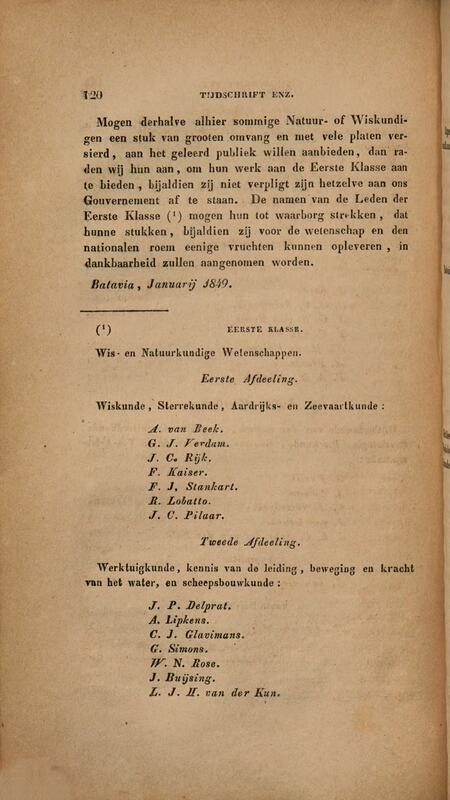 120 TIJDSCHRIFT ENZ.
Mogen derhalve alhier sommige Natuur- of Wiskundi-
gen een stuk van grooten omvang en met vele platen ver-
sierd, aan het geleerd publiek willen aanbieden, dan ra-
den wij hun aan, om hun werk aan de Eerste Klasse aan
te bieden, bijaldien zij niet verpligt zijn hetzelve aan ons
Gouvernement af te staan. De namen van de Leden der
Eerste Klasse (¹) mogen hun tot waarborg strekken, dat
hunne stukken, bijaldien zij voor de wetenschap en den
nationalen roem eenige vruchten kunnen opleveren, in
dankbaarheid zullen aangenomen worden.
Batavia, Januarij 1849.
(¹) EERSTE KLASSE.
Wis- en Natuurkundige Wetenschappen.
Eerste Afdeeling.
Wiskunde, Sterrekunde, Aardrijks- en Zeevaartkunde:
A. van Beek.
G. J. Verdam.
J. C. Rijk.
F. Kaiser.
F. J. Stankart.
R. Lobatto.
J. C. Pilaar.
Tweede Afdeeling.
Werktuigkunde, kennis van de leiding, beweging en kracht
van het water, en scheepsbouwkunde:
J. P. Delprat.
A. Lipkens.
C. J. Glavimans.
G. Simons.
W. N. Rose.
J. Buijsing.
L. J. H. van der Kun.